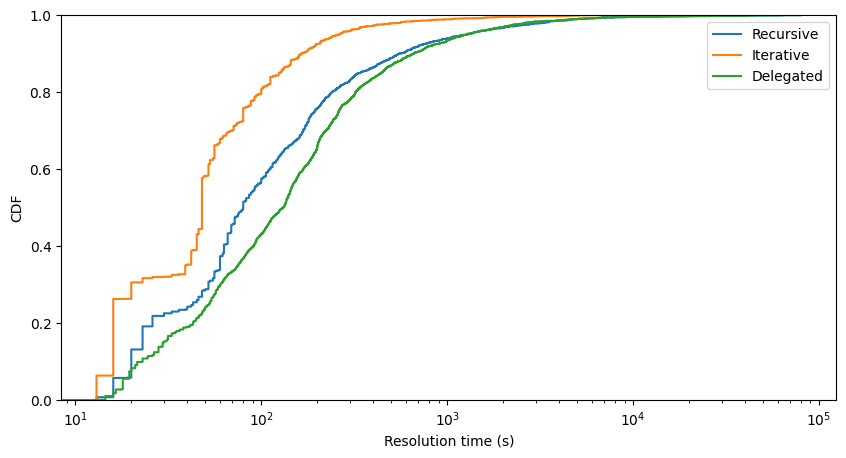 1.0
0.8
0.6
0.4
0.2
0.0
CDF
10¹
10²
10³
10⁴
10⁵
Resolution time (s)
Recursive
Iterative
Delegated